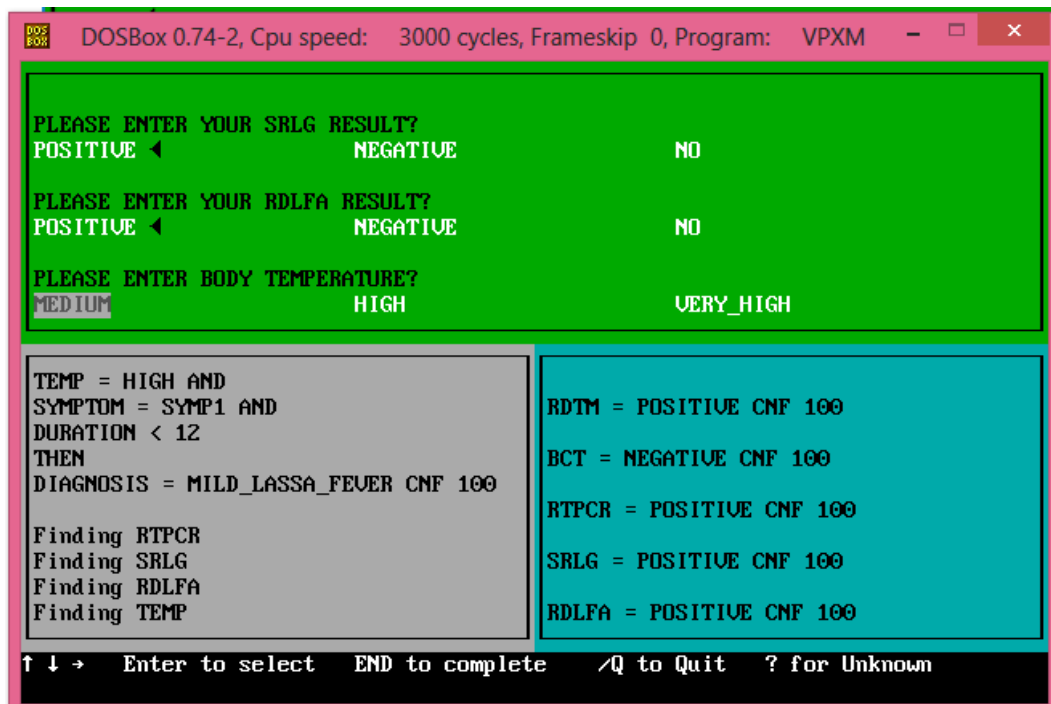 DOS BOX DOSBox 0.74-2, Cpu speed: 3000 cycles, Frameskip 0, Program: VPXM
PLEASE ENTER YOUR SRLG RESULT?
POSITIVE ◄ NEGATIVE NO
PLEASE ENTER YOUR RDLFA RESULT?
POSITIVE ◄ NEGATIVE NO
PLEASE ENTER BODY TEMPERATURE?
MEDIUM HIGH VERY_HIGH
TEMP = HIGH AND
SYMPTOM = SYMP1 AND
DURATION < 12
THEN
DIAGNOSIS = MILD_LASSA_FEVER CNF 100
Finding RTPCR
Finding SRLG
Finding RDLFA
Finding TEMP
RDTM = POSITIVE CNF 100
BCT = NEGATIVE CNF 100
RTPCR = POSITIVE CNF 100
SRLG = POSITIVE CNF 100
RDLFA = POSITIVE CNF 100
↑ ↓ → Enter to select END to complete /Q to Quit ? for Unknown